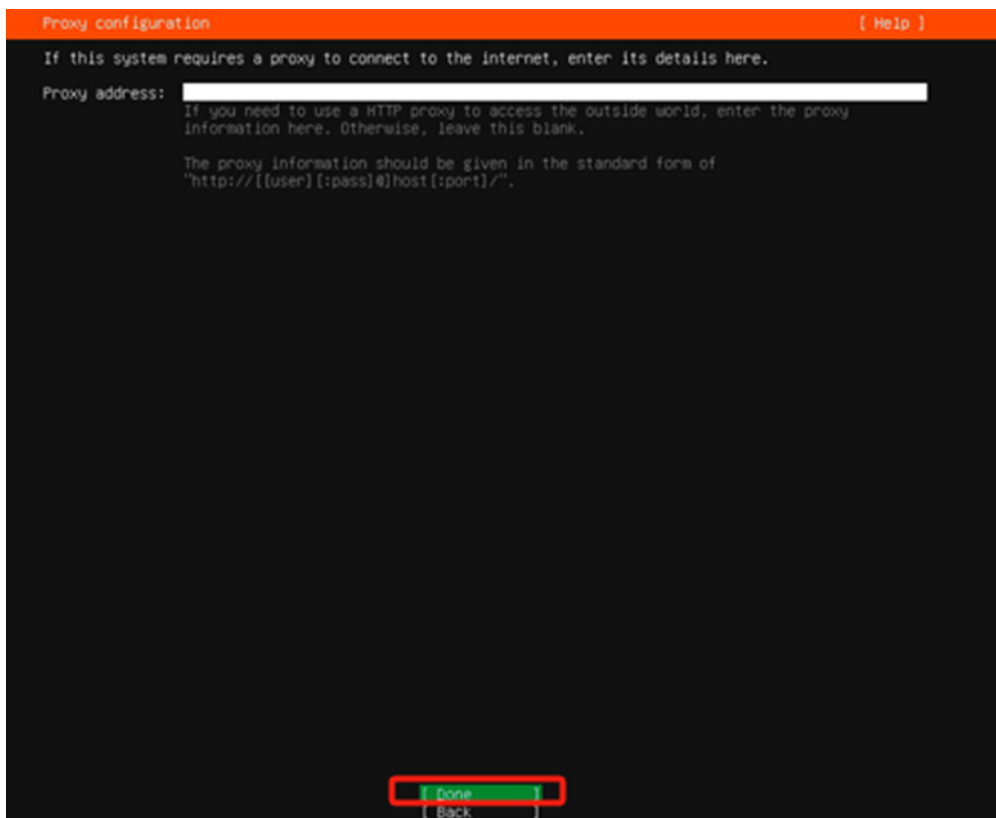 Proxy configuration [ Help ]
If this system requires a proxy to connect to the internet, enter its details here.
Proxy address:
If you need to use a HTTP proxy to access the outside world, enter the proxy
information here. Otherwise, leave this blank.
The proxy information should be given in the standard form of
"http://[[user][:pass]@]host[:port]/".
[ Done ]
[ Back ]